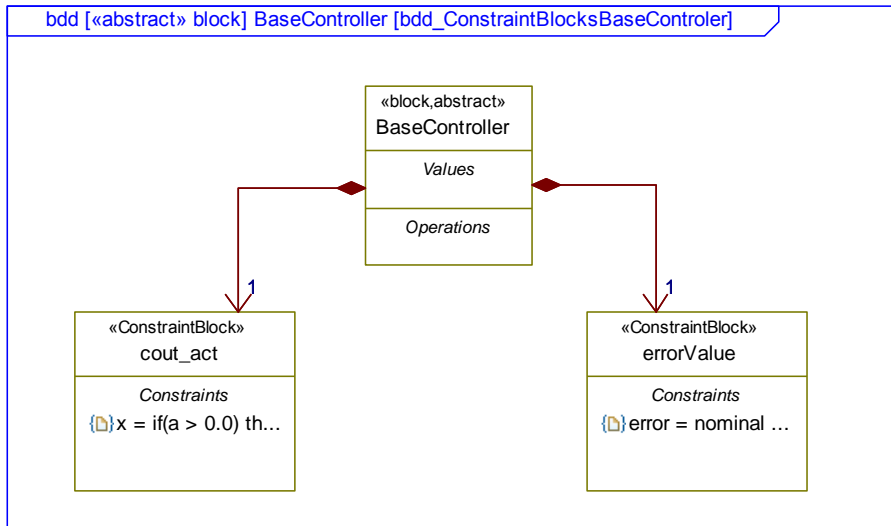 bdd [«abstract» block] BaseController [bdd_ConstraintBlocksBaseControler]
«block,abstract»
BaseController
Values
Operations
1
1
«ConstraintBlock»
cout_act
Constraints
{}x = if(a > 0.0) th...
«ConstraintBlock»
errorValue
Constraints
{}error = nominal ...